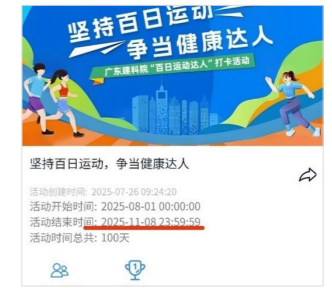 坚持百日运动
争当健康达人
广东建科院“百日运动达人”打卡活动
坚持百日运动，争当健康达人
活动创建时间: 2025-07-26 09:24:20
活动开始时间: 2025-08-01 00:00:00
活动结束时间: 2025-11-08 23:59:59
活动时间总共: 100天